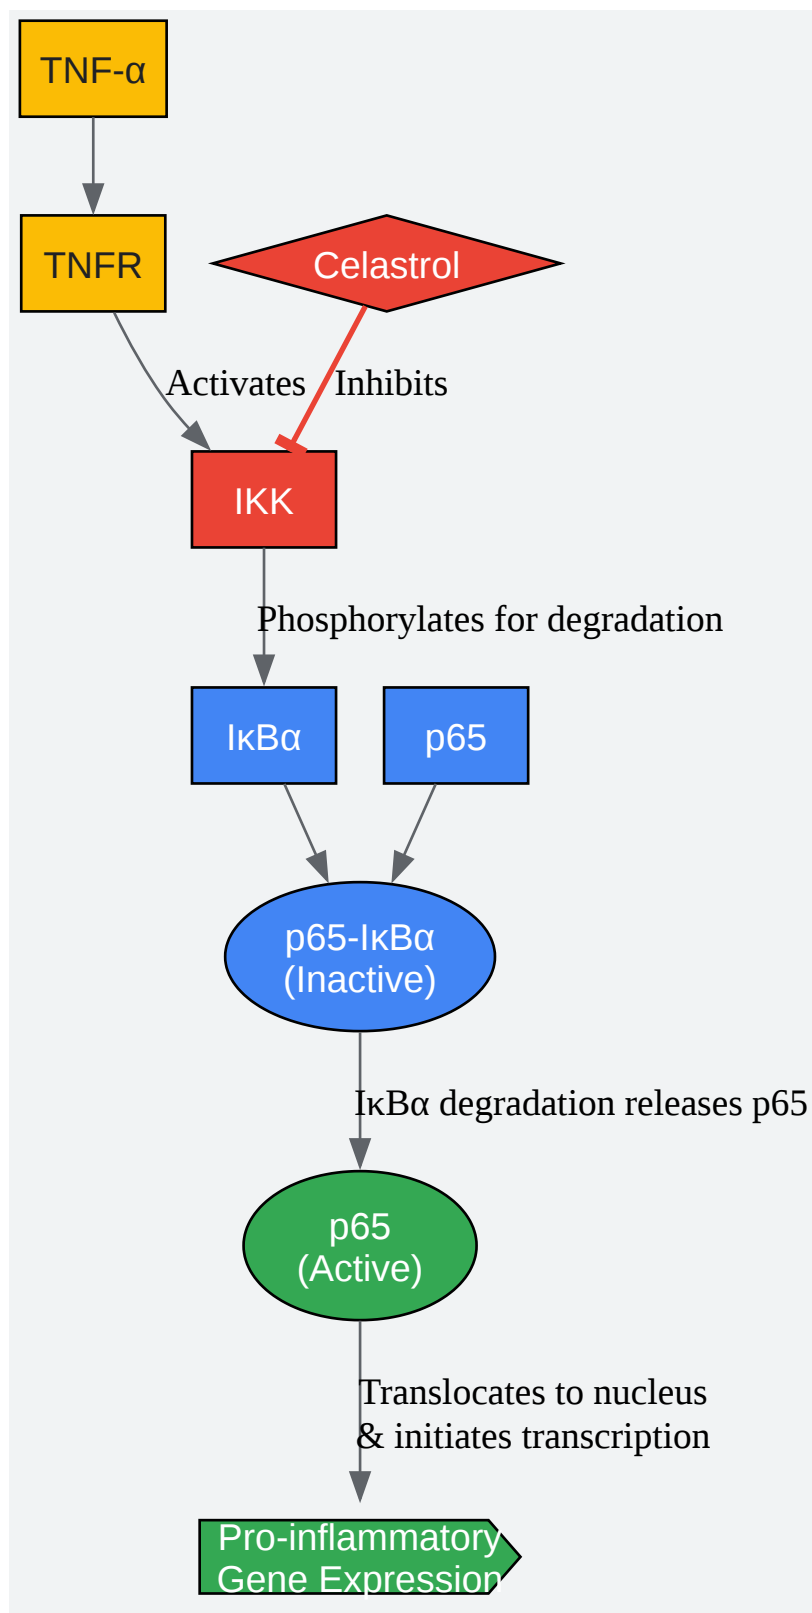 TNF-α
TNFR
Celastrol
Activates
Inhibits
IKK
Phosphorylates for degradation
IκBα
p65
p65-IκBα
(Inactive)
IκBα degradation releases p65
p65
(Active)
Translocates to nucleus
& initiates transcription
Pro-inflammatory
Gene Expression